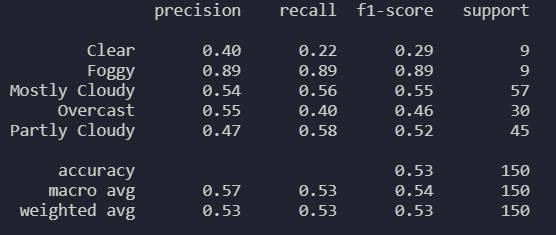 precision recall f1-score support
Clear 0.40 0.22 0.29 9
Foggy 0.89 0.89 0.89 9
Mostly Cloudy 0.54 0.56 0.55 57
Overcast 0.55 0.40 0.46 30
Partly Cloudy 0.47 0.58 0.52 45
accuracy 0.53 150
macro avg 0.57 0.53 0.54 150
weighted avg 0.53 0.53 0.53 150